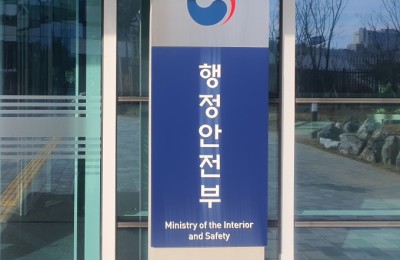 행정안전부
Ministry of the Interior
and Safety